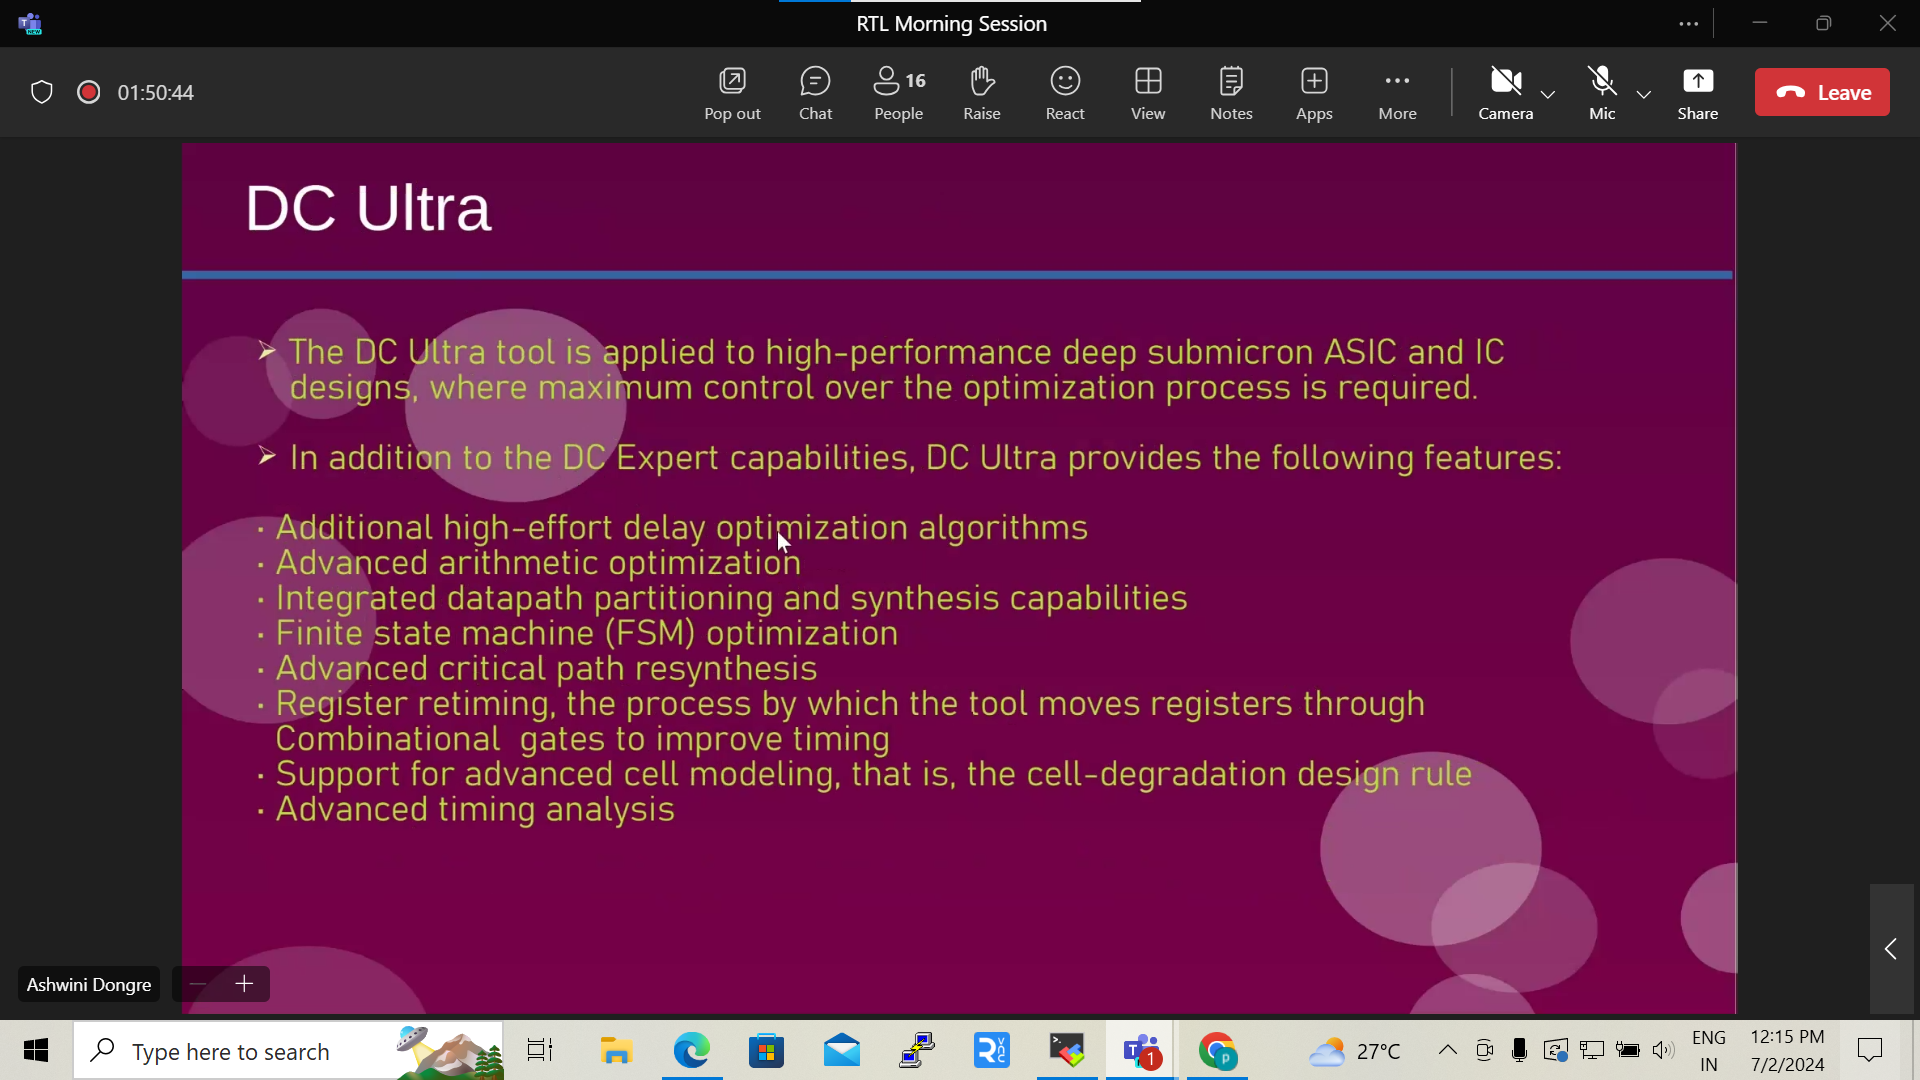 RTL Morning Session
01:50:44
Pop out
Chat
16
People
Raise
React
View
Notes
Apps
More
Camera
Mic
Share
Leave
DC Ultra
➢ The DC Ultra tool is applied to high-performance deep submicron ASIC and IC
designs, where maximum control over the optimization process is required.
➢ In addition to the DC Expert capabilities, DC Ultra provides the following features:
· Additional high-effort delay optimization algorithms
· Advanced arithmetic optimization
· Integrated datapath partitioning and synthesis capabilities
· Finite state machine (FSM) optimization
· Advanced critical path resynthesis
· Register retiming, the process by which the tool moves registers through
Combinational gates to improve timing
· Support for advanced cell modeling, that is, the cell-degradation design rule
· Advanced timing analysis
Ashwini Dongre
Type here to search
1
p
27°C
ENG
IN
12:15 PM
7/2/2024